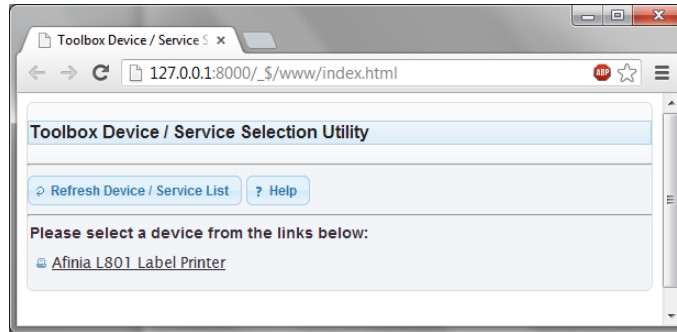 Toolbox Device / Service S
127.0.0.1:8000/_$/www/index.html
ABP
Toolbox Device / Service Selection Utility
Refresh Device / Service List
? Help
Please select a device from the links below:
Afinia L801 Label Printer